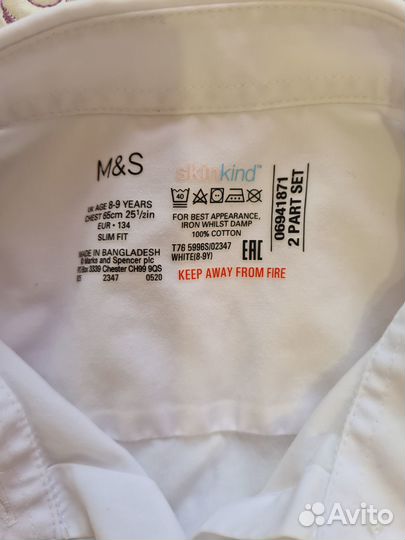 M&S
UK AGE 8-9 YEARS
CHEST 65cm 25½in
EUR • 134
SLIM FIT
MADE IN BANGLADESH
© Marks and Spencer plc
PO Box 3339 Chester CH99 9QS
2347 0520
skinkind™
40
FOR BEST APPEARANCE,
IRON WHILST DAMP
100% COTTON
T76 5996S/02347
WHITE(8-9Y)
EAC
KEEP AWAY FROM FIRE
06941871
2 PART SET
Avito